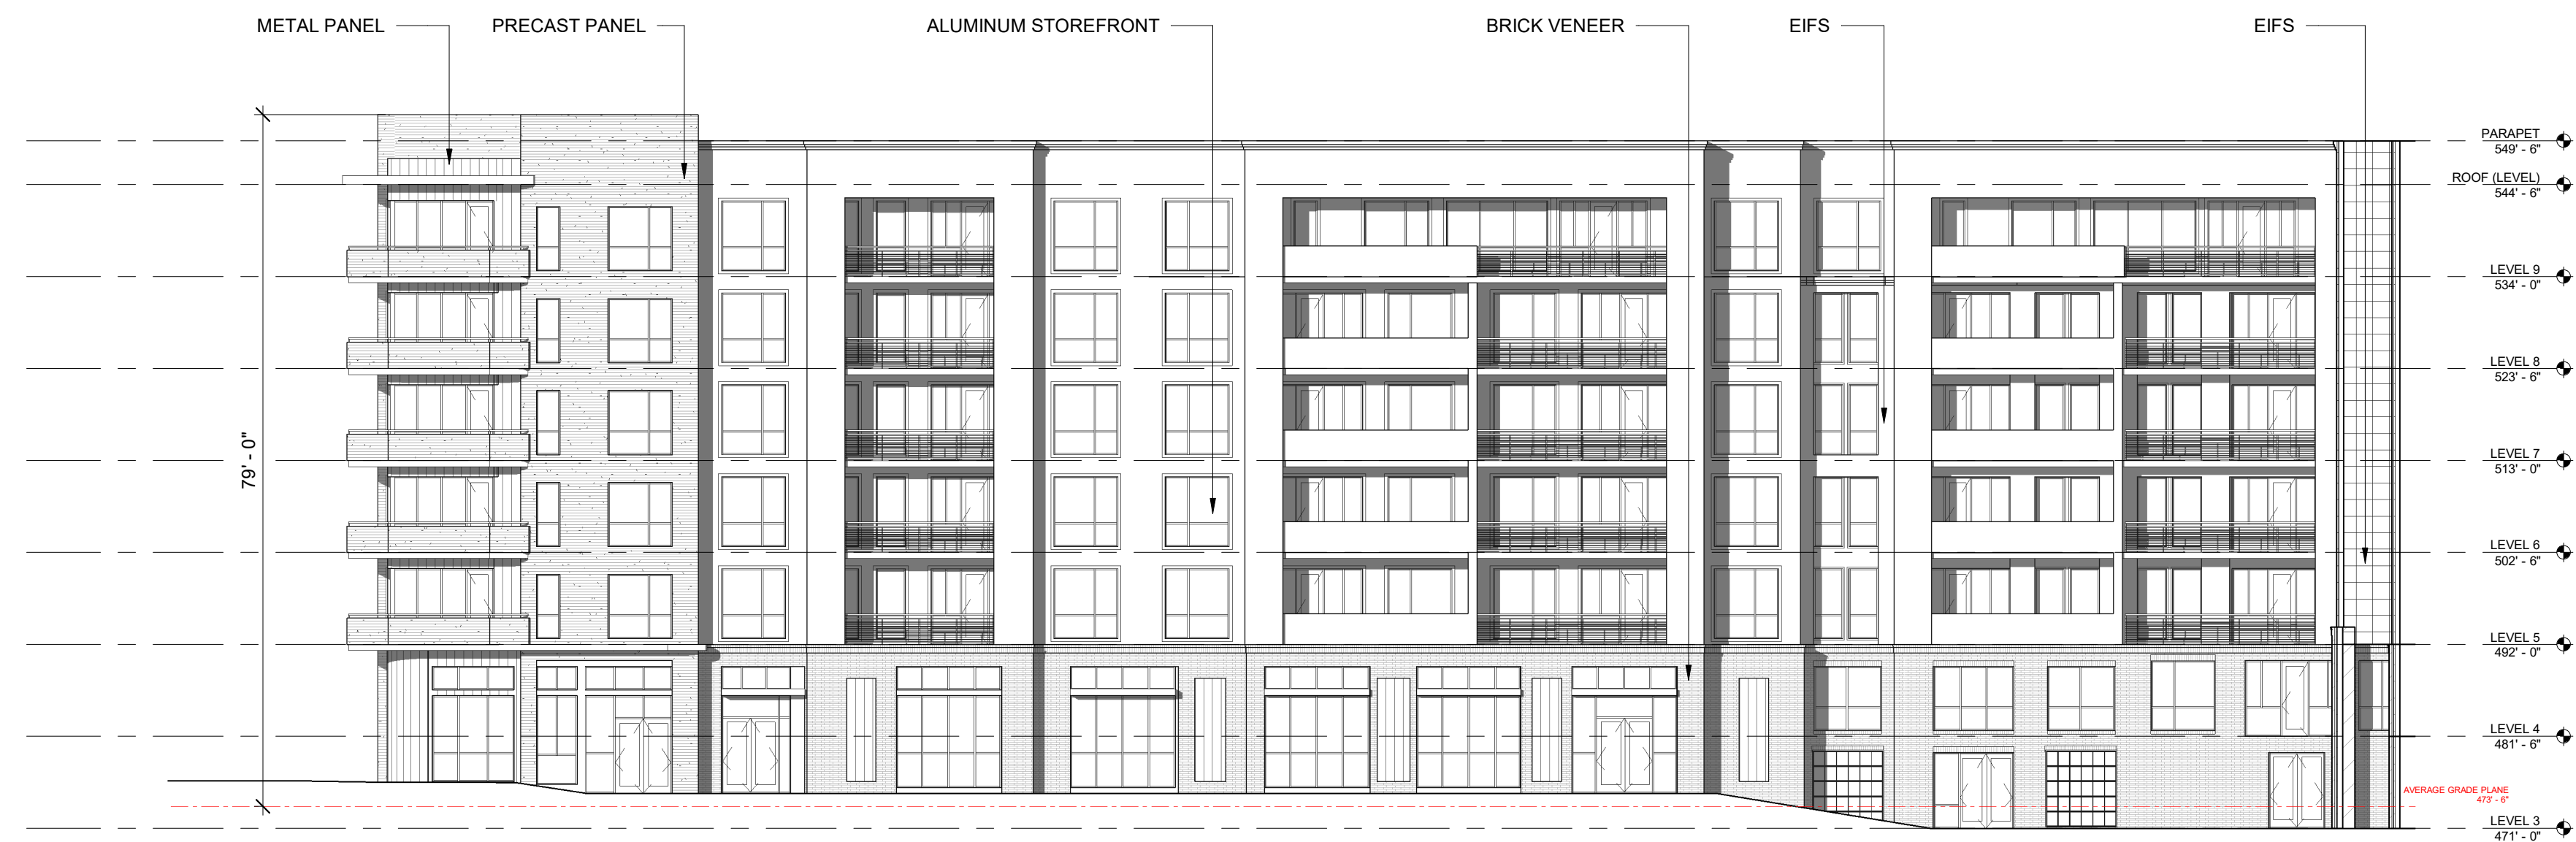 METAL PANEL
PRECAST PANEL
ALUMINUM STOREFRONT
BRICK VENEER
EIFS
EIFS
79' - 0"
PARAPET
549' - 6"
ROOF (LEVEL)
544' - 6"
LEVEL 9
534' - 0"
LEVEL 8
523' - 6"
LEVEL 7
513' - 0"
LEVEL 6
502' - 6"
LEVEL 5
492' - 0"
LEVEL 4
481' - 6"
AVERAGE GRADE PLANE
473' - 6"
LEVEL 3
471' - 0"